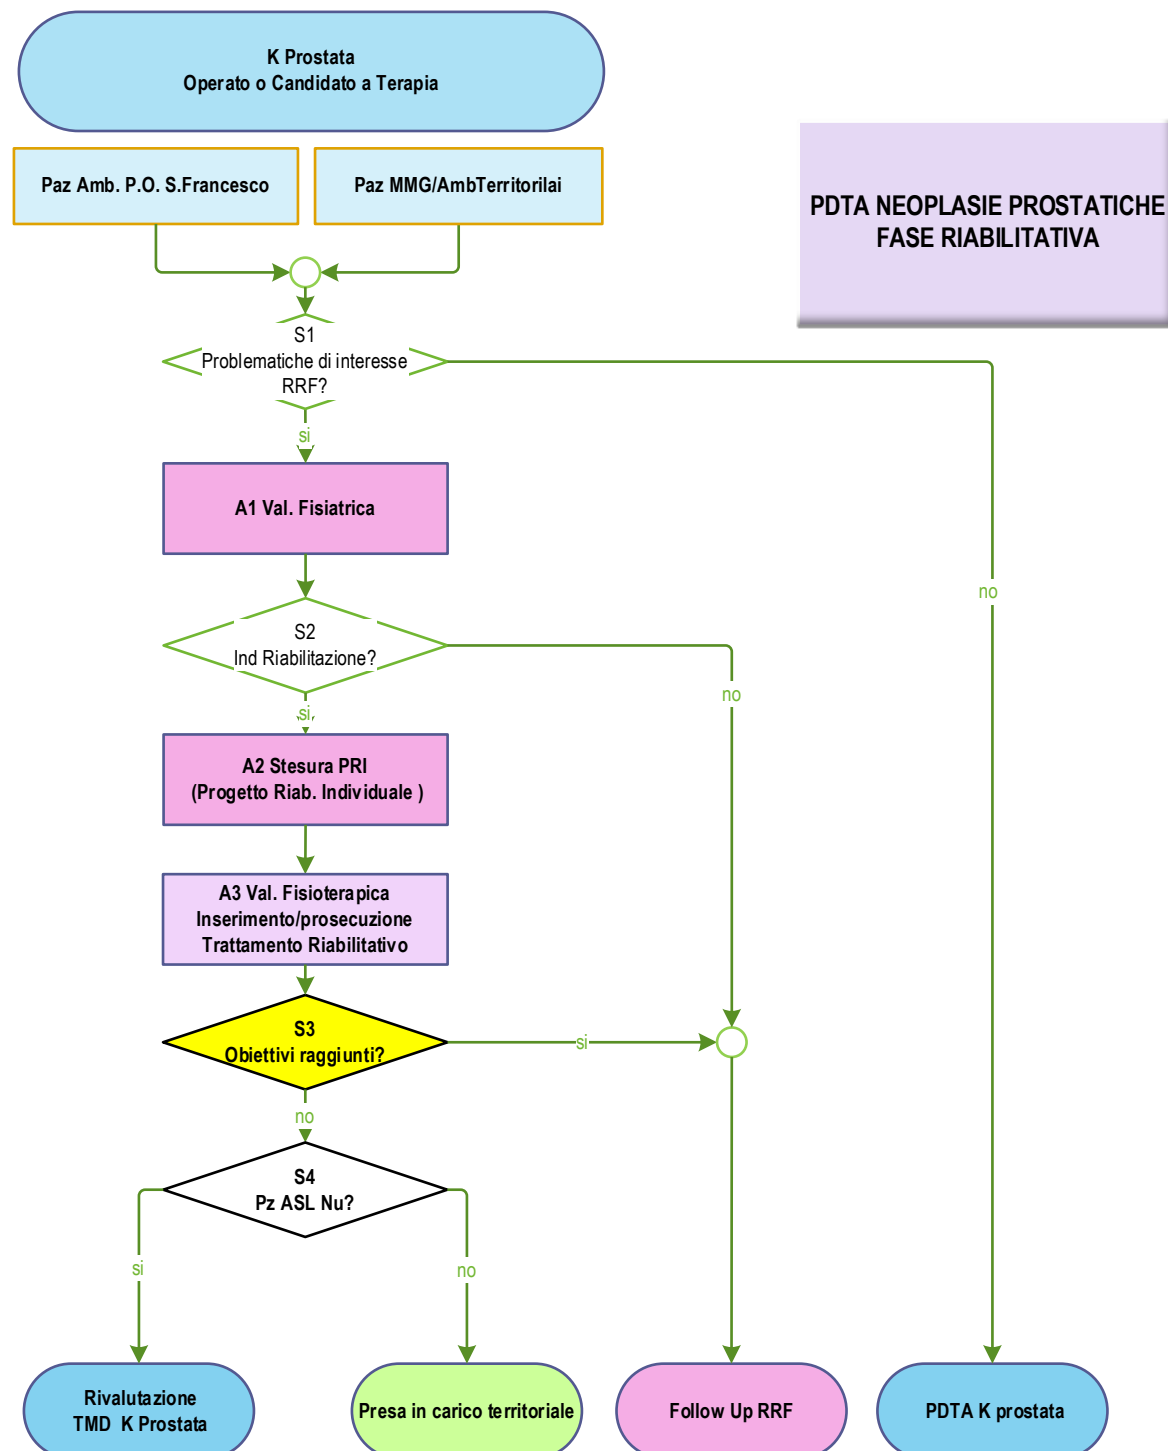 K Prostata
Operato o Candidato a Terapia
Paz Amb. P.O. S.Francesco
Paz MMG/AmbTerritorilai
PDTA NEOPLASIE PROSTATICHE
FASE RIABILITATIVA
S1
Problematiche di interesse
RRF?
si
no
A1 Val. Fisiatrica
S2
Ind Riabilitazione?
si
no
A2 Stesura PRI
(Progetto Riab. Individuale )
A3 Val. Fisioterapica
Inserimento/prosecuzione
Trattamento Riabilitativo
S3
Obiettivi raggiunti?
si
no
S4
Pz ASL Nu?
si
no
Rivalutazione
TMD K Prostata
Presa in carico territoriale
Follow Up RRF
PDTA K prostata